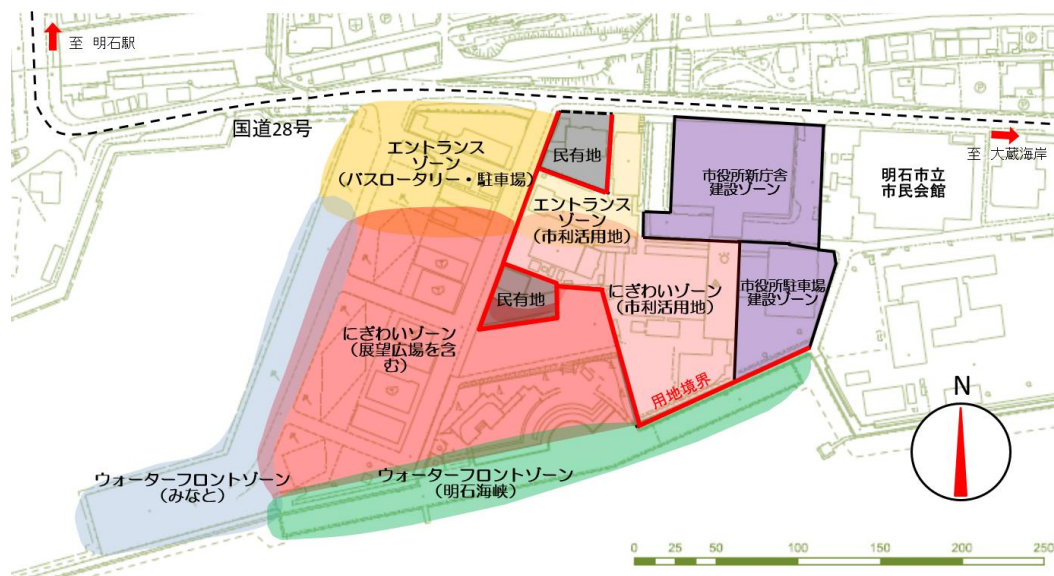 至 明石駅
国道28号
至 大蔵海岸
エントランス
ゾーン
（バスロータリー・駐車場）
民有地
市役所新庁舎
建設ゾーン
明石市立
市民会館
エントランス
ゾーン
（市利活用地）
民有地
にぎわいゾーン
（市利活用地）
市役所駐車場
建設ゾーン
にぎわいゾーン
（展望広場を含
む）
用地境界
N
ウォーターフロントゾーン
（みなと）
ウォーターフロントゾーン
（明石海峡）
0 25 50 100 150 200 250